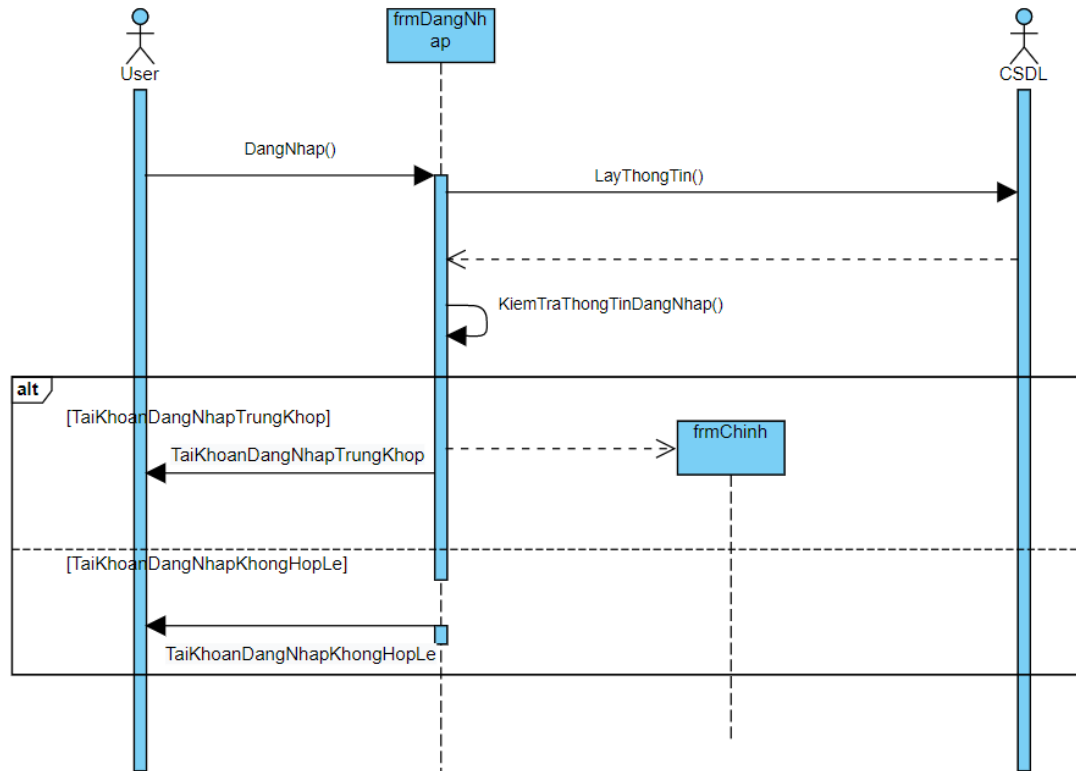 frmDangNh
ap
User
CSDL
DangNhap()
LayThongTin()
KiemTraThongTinDangNhap()
alt
[TaiKhoanDangNhapTrungKhop]
frmChinh
TaiKhoanDangNhapTrungKhop
[TaiKhoanDangNhapKhongHopLe]
TaiKhoanDangNhapKhongHopLe